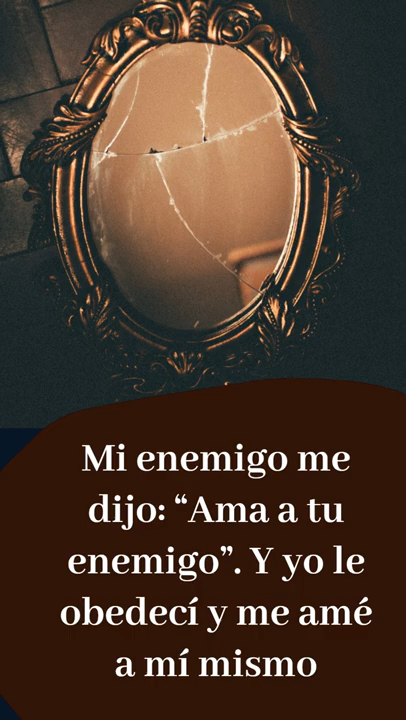 Mi enemigo me
dijo: “Ama a tu
enemigo”. Y yo le
obedecí y me amé
a mí mismo